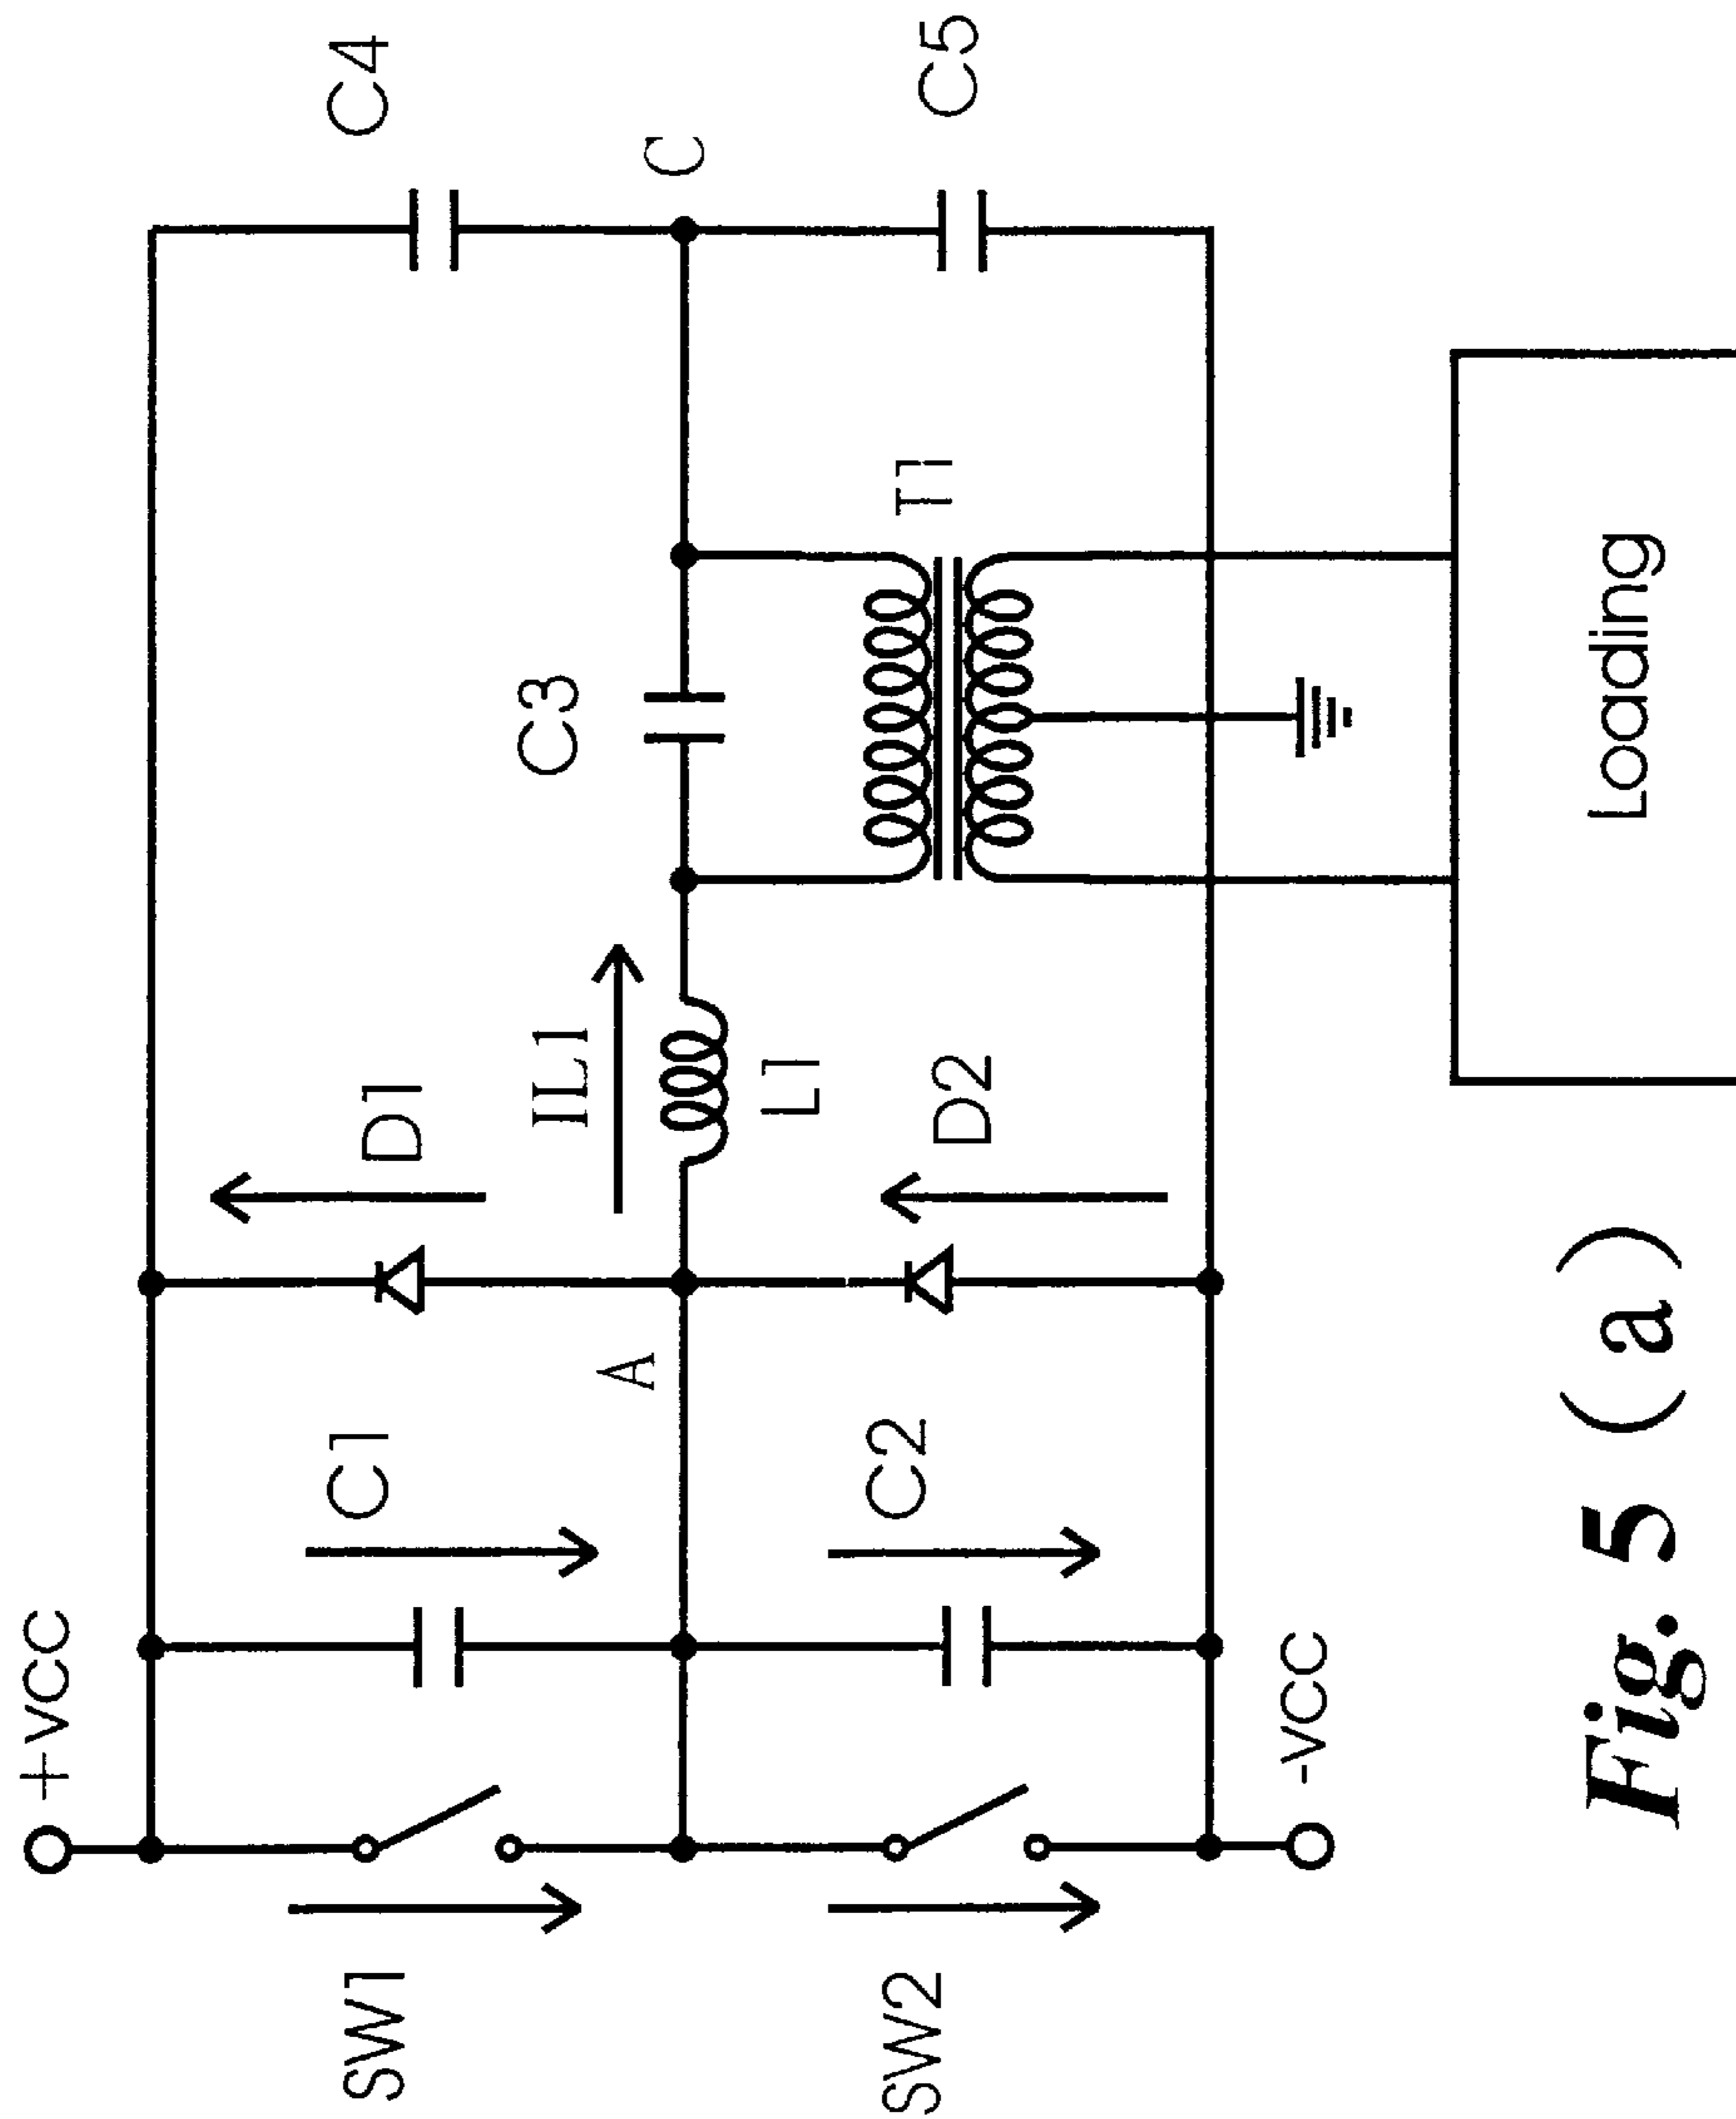 +VCC
SW1
C1
D1
C4
A
IL1
C3
C
L1
SW2
C2
D2
T1
C5
-VCC
Loading
Fig. 5 (a)